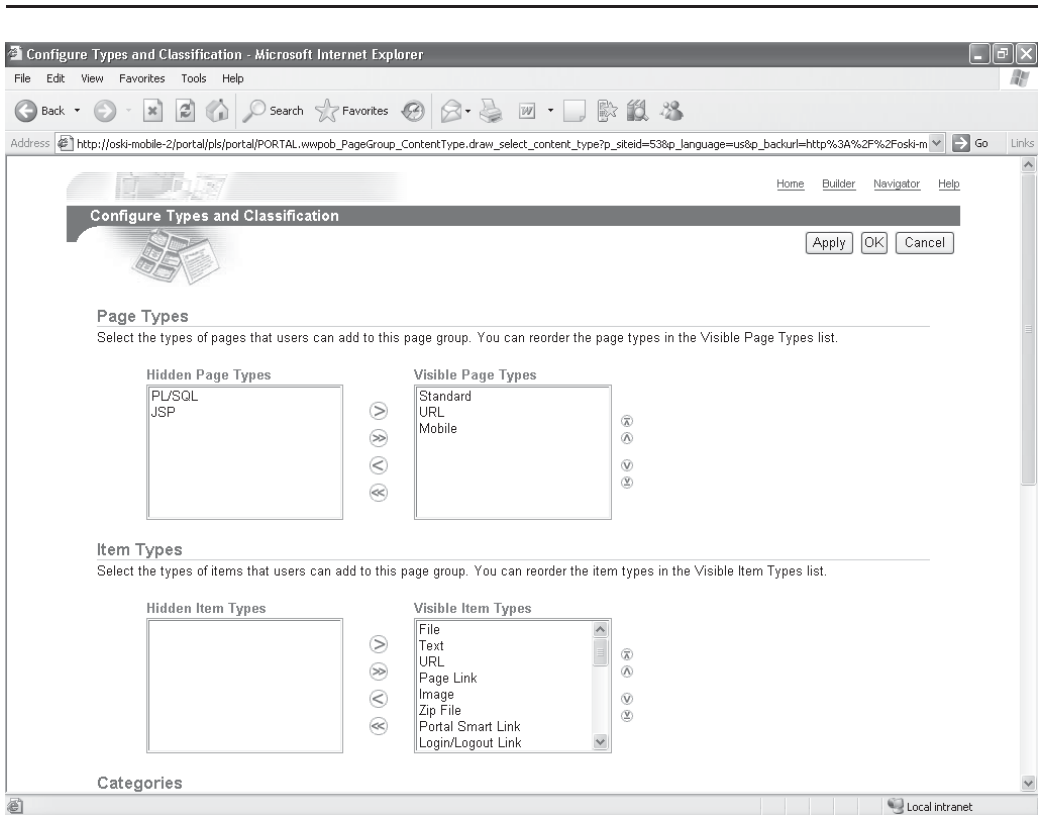 Configure Types and Classification - Microsoft Internet Explorer
File Edit View Favorites Tools Help
Back Search Favorites
Address http://oski-mobile-2/portal/pls/portal/PORTAL.wwpob_PageGroup_ContentType.draw_select_content_type?p_siteid=53&p_language=us&p_backurl=http%3A%2F%2Foski-m Go Links
Home Builder Navigator Help
Configure Types and Classification
Apply OK Cancel
Page Types
Select the types of pages that users can add to this page group. You can reorder the page types in the Visible Page Types list.
Hidden Page Types Visible Page Types
PL/SQL Standard
JSP URL
Mobile
Item Types
Select the types of items that users can add to this page group. You can reorder the item types in the Visible Item Types list.
Hidden Item Types Visible Item Types
File
Text
URL
Page Link
Image
Zip File
Portal Smart Link
Login/Logout Link
Categories
Local intranet